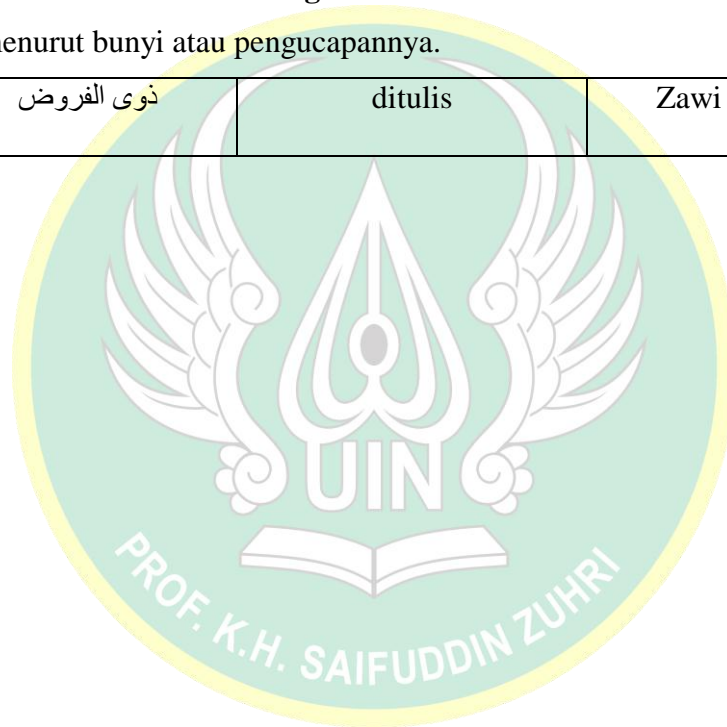 menurut bunyi atau pengucapannya.
ذوى الفروض ditulis Zawi
UIN
PROF. K.H. SAIFUDDIN ZUHRI